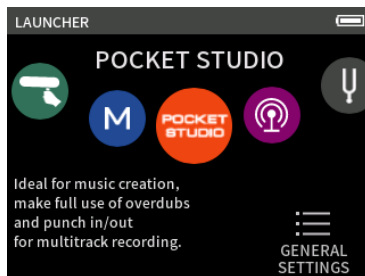 LAUNCHER
POCKET STUDIO
M
POCKET
STUDIO
Ideal for music creation,
make full use of overdubs
and punch in/out
for multitrack recording.
GENERAL
SETTINGS